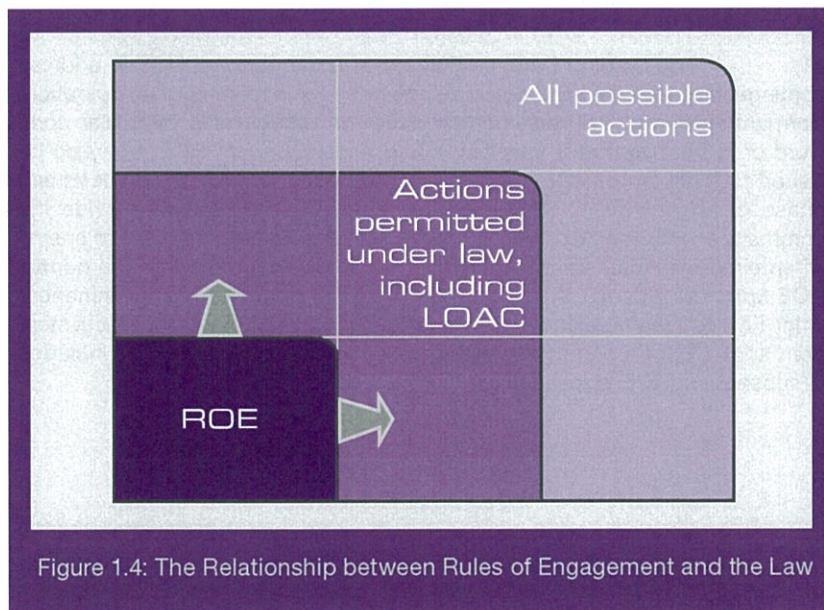 All possible
actions
Actions
permitted
under law,
including
LOAC
ROE
Figure 1.4: The Relationship between Rules of Engagement and the Law